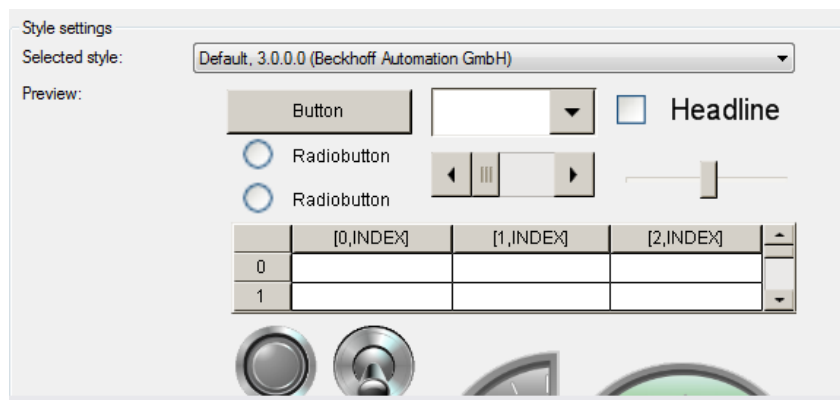 Style settings
Selected style: Default, 3.0.0.0 (Beckhoff Automation GmbH)
Preview:
Button
Headline
Radiobutton
Radiobutton
[0,INDEX] [1,INDEX] [2,INDEX]
0
1